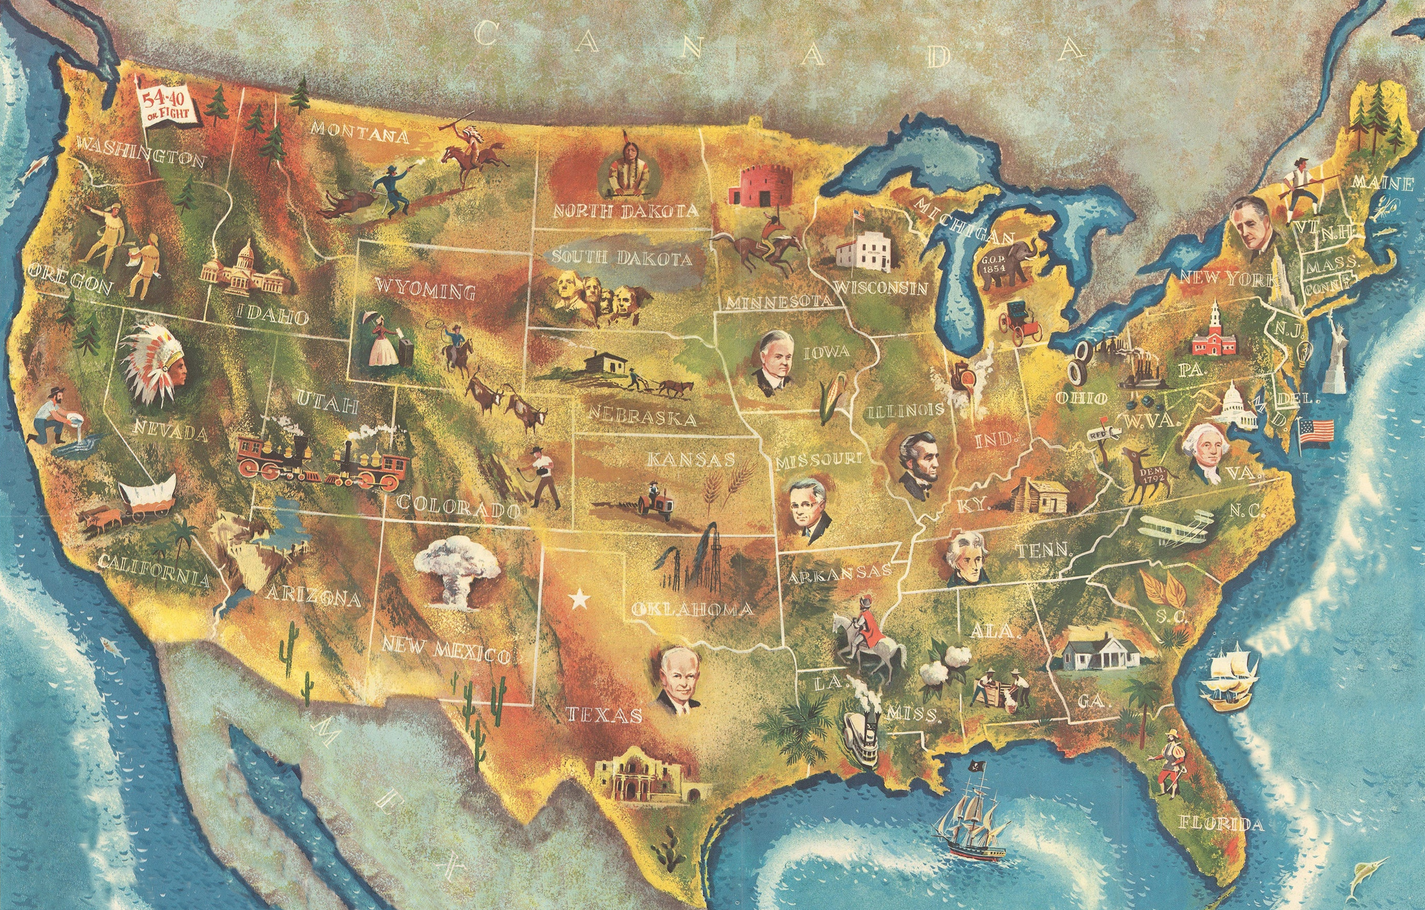 CANADA
54-40
OR FIGHT
WASHINGTON
MONTANA
NORTH DAKOTA
MICHIGAN
MAINE
VT.
N.H.
OREGON
IDAHO
WYOMING
SOUTH DAKOTA
MINNESOTA
WISCONSIN
G.O.P.
1854
NEW YORK
MASS.
CONN.
NEVADA
UTAH
NEBRASKA
IOWA
ILLINOIS
IND.
OHIO
PA.
N.J.
DEL.
M.D.
W.VA.
DEM.
1792
VA.
COLORADO
KANSAS
MISSOURI
KY.
N.C.
CALIFORNIA
ARIZONA
NEW MEXICO
OKLAHOMA
ARKANSAS
TENN.
S.C.
TEXAS
LA.
MISS.
ALA.
GA.
FLORIDA